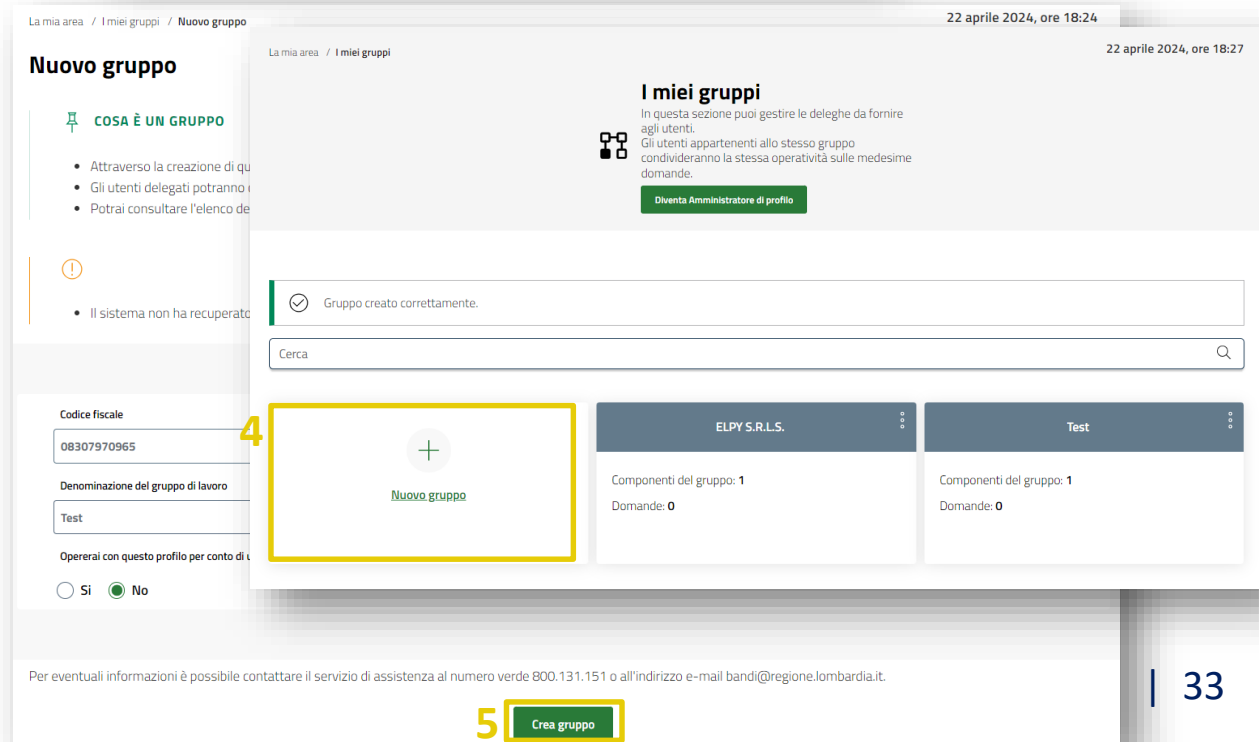 La mia area / I miei gruppi / Nuovo gruppo
22 aprile 2024, ore 18:24
Nuovo gruppo
COSA È UN GRUPPO
• Attraverso la creazione di
• Gli utenti delegati potranno
• Potrai consultare l'elenco
• Il sistema non ha
Codice fiscale
08307970965
Denominazione del gruppo di lavoro
Test
Opererai con questo profilo per conto di
Si
No
La mia area / I miei gruppi
22 aprile 2024, ore 18:27
I miei gruppi
In questa sezione puoi gestire le deleghe da fornire
agli utenti.
Gli utenti appartenenti allo stesso gruppo
condivideranno la stessa operatività sulle medesime
domande.
Diventa Amministratore di profilo
Gruppo creato correttamente.
Cerca
4
Nuovo gruppo
ELPY S.R.L.S.
Componenti del gruppo: 1
Domande: 0
Test
Componenti del gruppo: 1
Domande: 0
Per eventuali informazioni è possibile contattare il servizio di assistenza al numero verde 800.131.151 o all'indirizzo e-mail bandi@regione.lombardia.it.
5
Crea gruppo
| 33